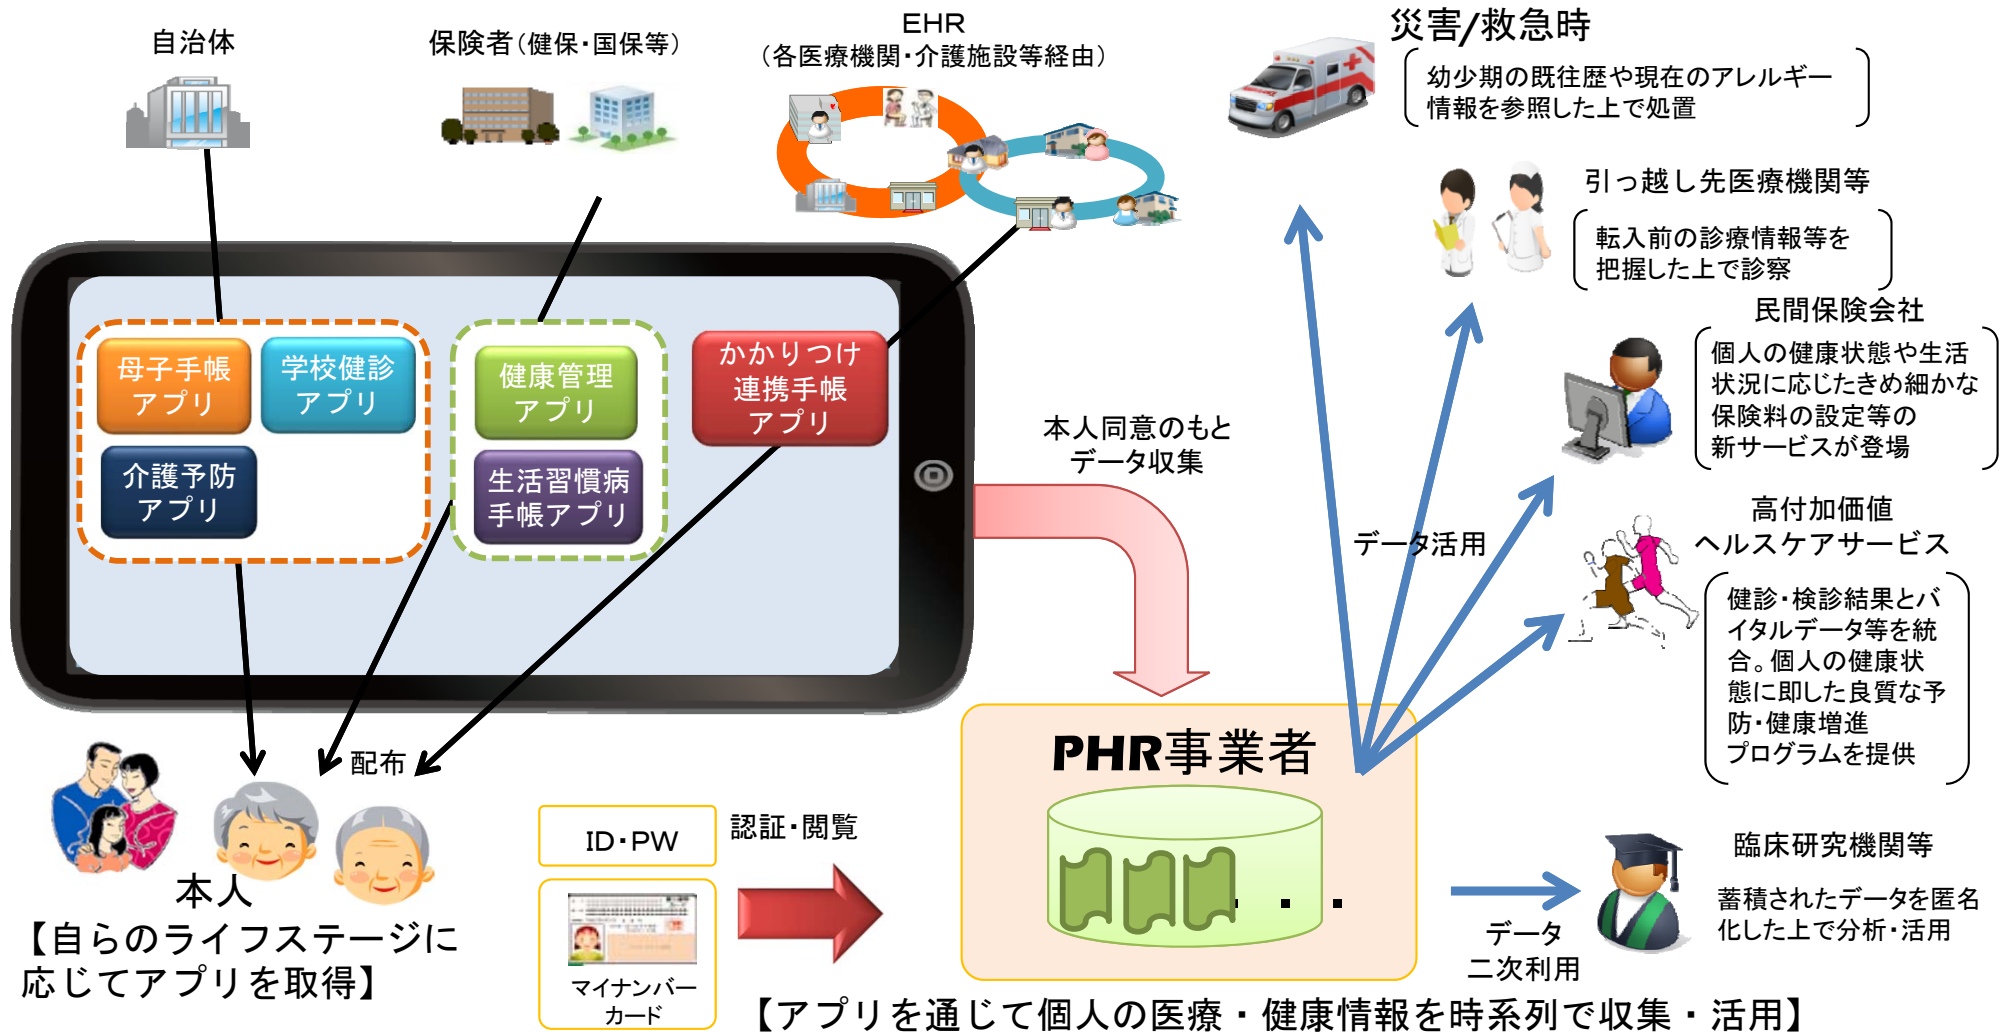 自治体
保険者（健保・国保等）
EHR
（各医療機関・介護施設等経由）
災害/救急時
幼少期の既往歴や現在のアレルギー
情報を参照した上で処置
引っ越し先医療機関等
転入前の診療情報等を
把握した上で診察
民間保険会社
個人の健康状態や生活
状況に応じたきめ細かな
保険料の設定等の
新サービスが登場
高付加価値
ヘルスケアサービス
健診・検診結果とバ
イタルデータ等を統
合。個人の健康状
態に即した良質な予
防・健康増進
プログラムを提供
母子手帳
アプリ
学校健診
アプリ
介護予防
アプリ
健康管理
アプリ
生活習慣病
手帳アプリ
かかりつけ
連携手帳
アプリ
本人同意のもと
データ収集
データ活用
配布
本人
【自らのライフステージに
応じてアプリを取得】
ID・PW
マイナンバー
カード
認証・閲覧
PHR事業者
・・・
データ
二次利用
臨床研究機関等
蓄積されたデータを匿名
化した上で分析・活用
【アプリを通じて個人の医療・健康情報を時系列で収集・活用】